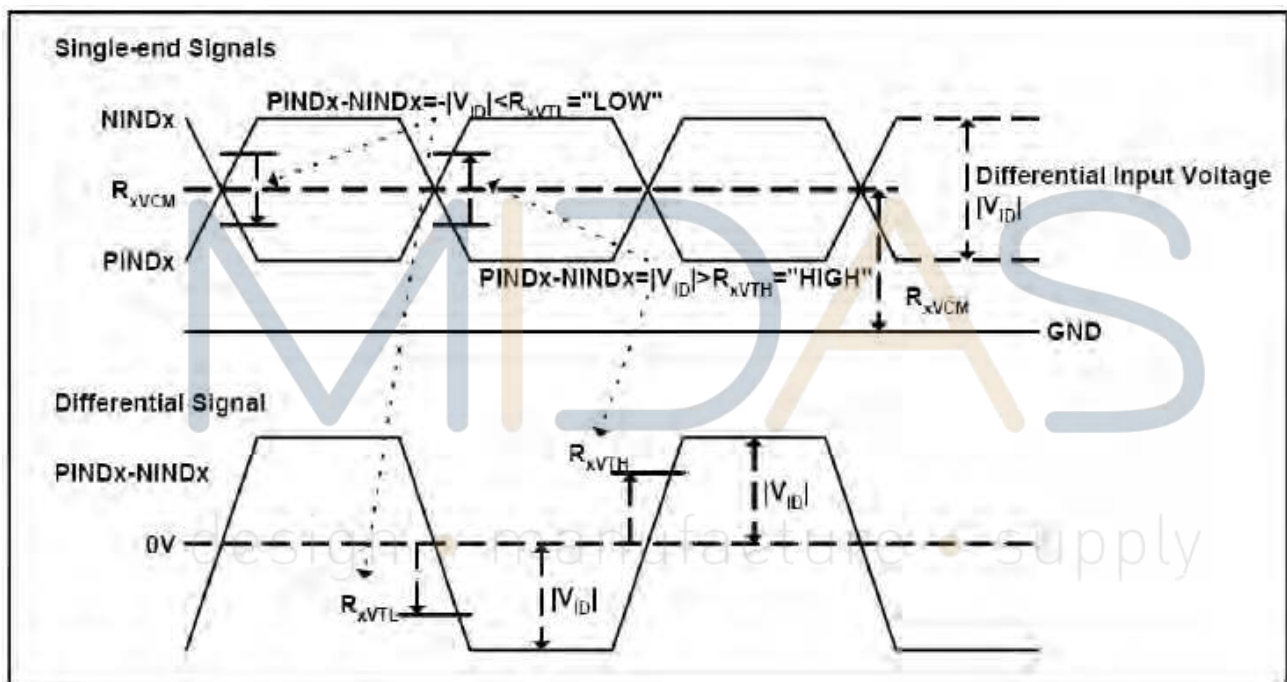 Single-end Signals
PINDx-NINDx=-|VID|<RxVTL="LOW"
NINDx
RxVCM
Differential Input Voltage
|VID|
PINDx
PINDx-NINDx=|VID|>RxVTH="HIGH"
RxVCM
GND
MIDAS
Differential Signal
RxVTH
PINDx-NINDx
|VID|
0V
design • manufacture • supply
RxVTL
|VID|